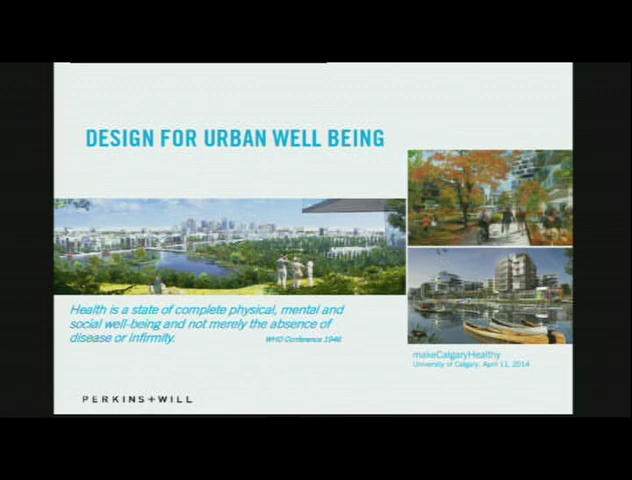 DESIGN FOR URBAN WELL BEING
Health is a state of complete physical, mental and
social well-being and not merely the absence of
disease or infirmity.
WHO Conference 1946
makeCalgaryHealthy
University of Calgary, April 11, 2014
PERKINS+WILL